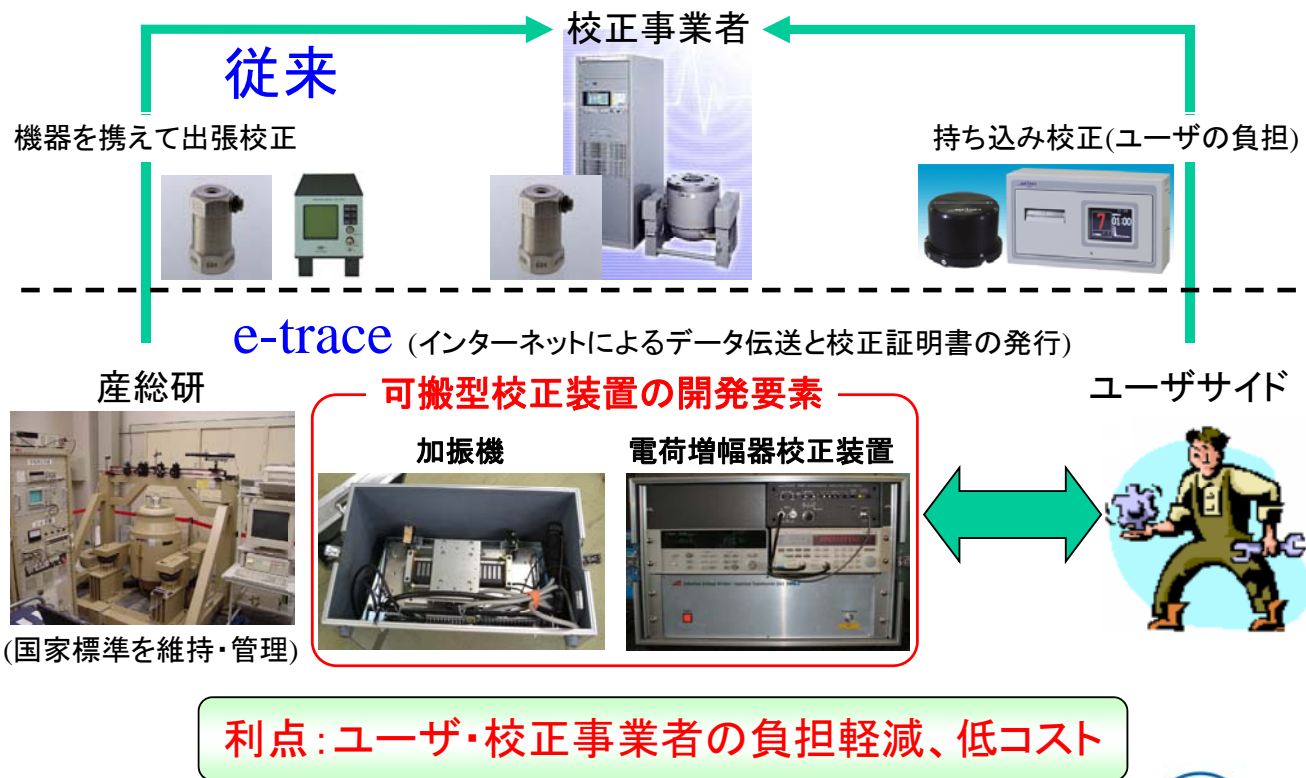 校正事業者
従来
機器を携えて出張校正
持ち込み校正(ユーザの負担)
7 01:00
e-trace (インターネットによるデータ伝送と校正証明書の発行)
産総研
可搬型校正装置の開発要素
ユーザサイド
加振機
電荷増幅器校正装置
(国家標準を維持・管理)
利点:ユーザ・校正事業者の負担軽減、低コスト